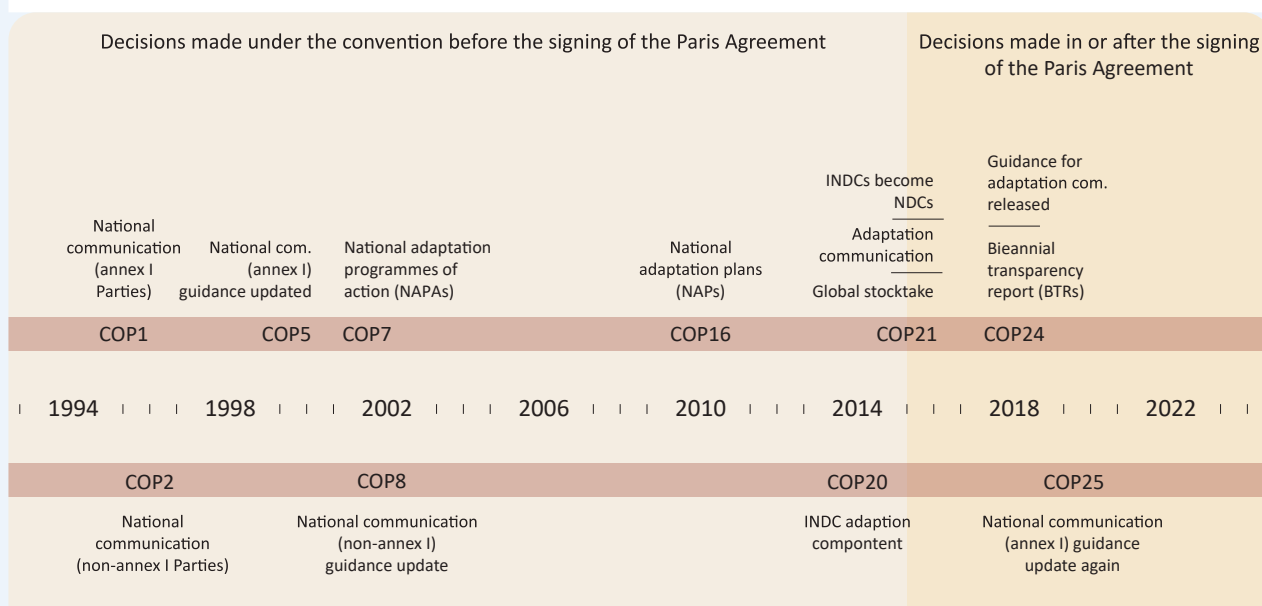 Decisions made under the convention before the signing of the Paris Agreement
Decisions made in or after the signing
of the Paris Agreement
National
communication
(annex I
Parties)
National com.
(annex I)
guidance updated
National adaptation
programmes of
action (NAPAs)
National
adaptation plans
(NAPs)
INDCs become
NDCs
Adaptation
communication
Global stocktake
Guidance for
adaptation com.
released
Bieannial
transparency
report (BTRs)
COP1 COP5 COP7 COP16 COP21 COP24
1994 1998 2002 2006 2010 2014 2018 2022
COP2 COP8 COP20 COP25
National
communication
(non-annex I Parties)
National communication
(non-annex I)
guidance update
INDC adaption
compontent
National communication
(annex I) guidance
update again